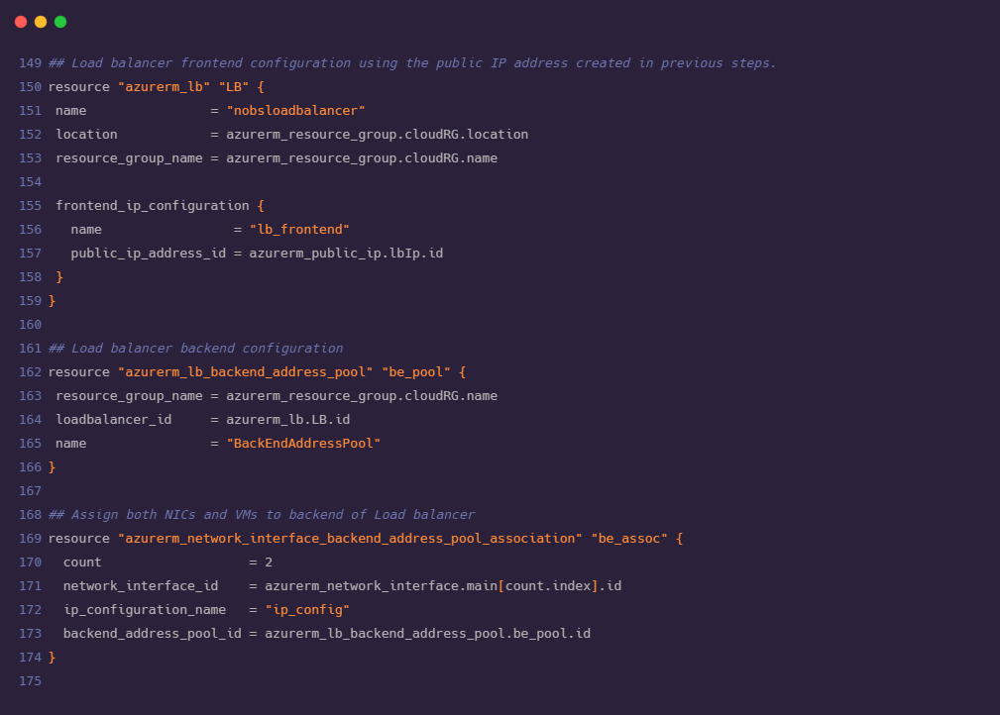 149 ## Load balancer frontend configuration using the public IP address created in previous steps.
150 resource "azurerm_lb" "LB" {
151  name                = "nobsloadbalancer"
152  location            = azurerm_resource_group.cloudRG.location
153  resource_group_name = azurerm_resource_group.cloudRG.name
154
155  frontend_ip_configuration {
156    name                 = "lb_frontend"
157    public_ip_address_id = azurerm_public_ip.lbIp.id
158  }
159 }
160
161 ## Load balancer backend configuration
162 resource "azurerm_lb_backend_address_pool" "be_pool" {
163  resource_group_name = azurerm_resource_group.cloudRG.name
164  loadbalancer_id     = azurerm_lb.LB.id
165  name                = "BackEndAddressPool"
166 }
167
168 ## Assign both NICs and VMs to backend of Load balancer
169 resource "azurerm_network_interface_backend_address_pool_association" "be_assoc" {
170   count                   = 2
171   network_interface_id    = azurerm_network_interface.main[count.index].id
172   ip_configuration_name   = "ip_config"
173   backend_address_pool_id = azurerm_lb_backend_address_pool.be_pool.id
174 }
175